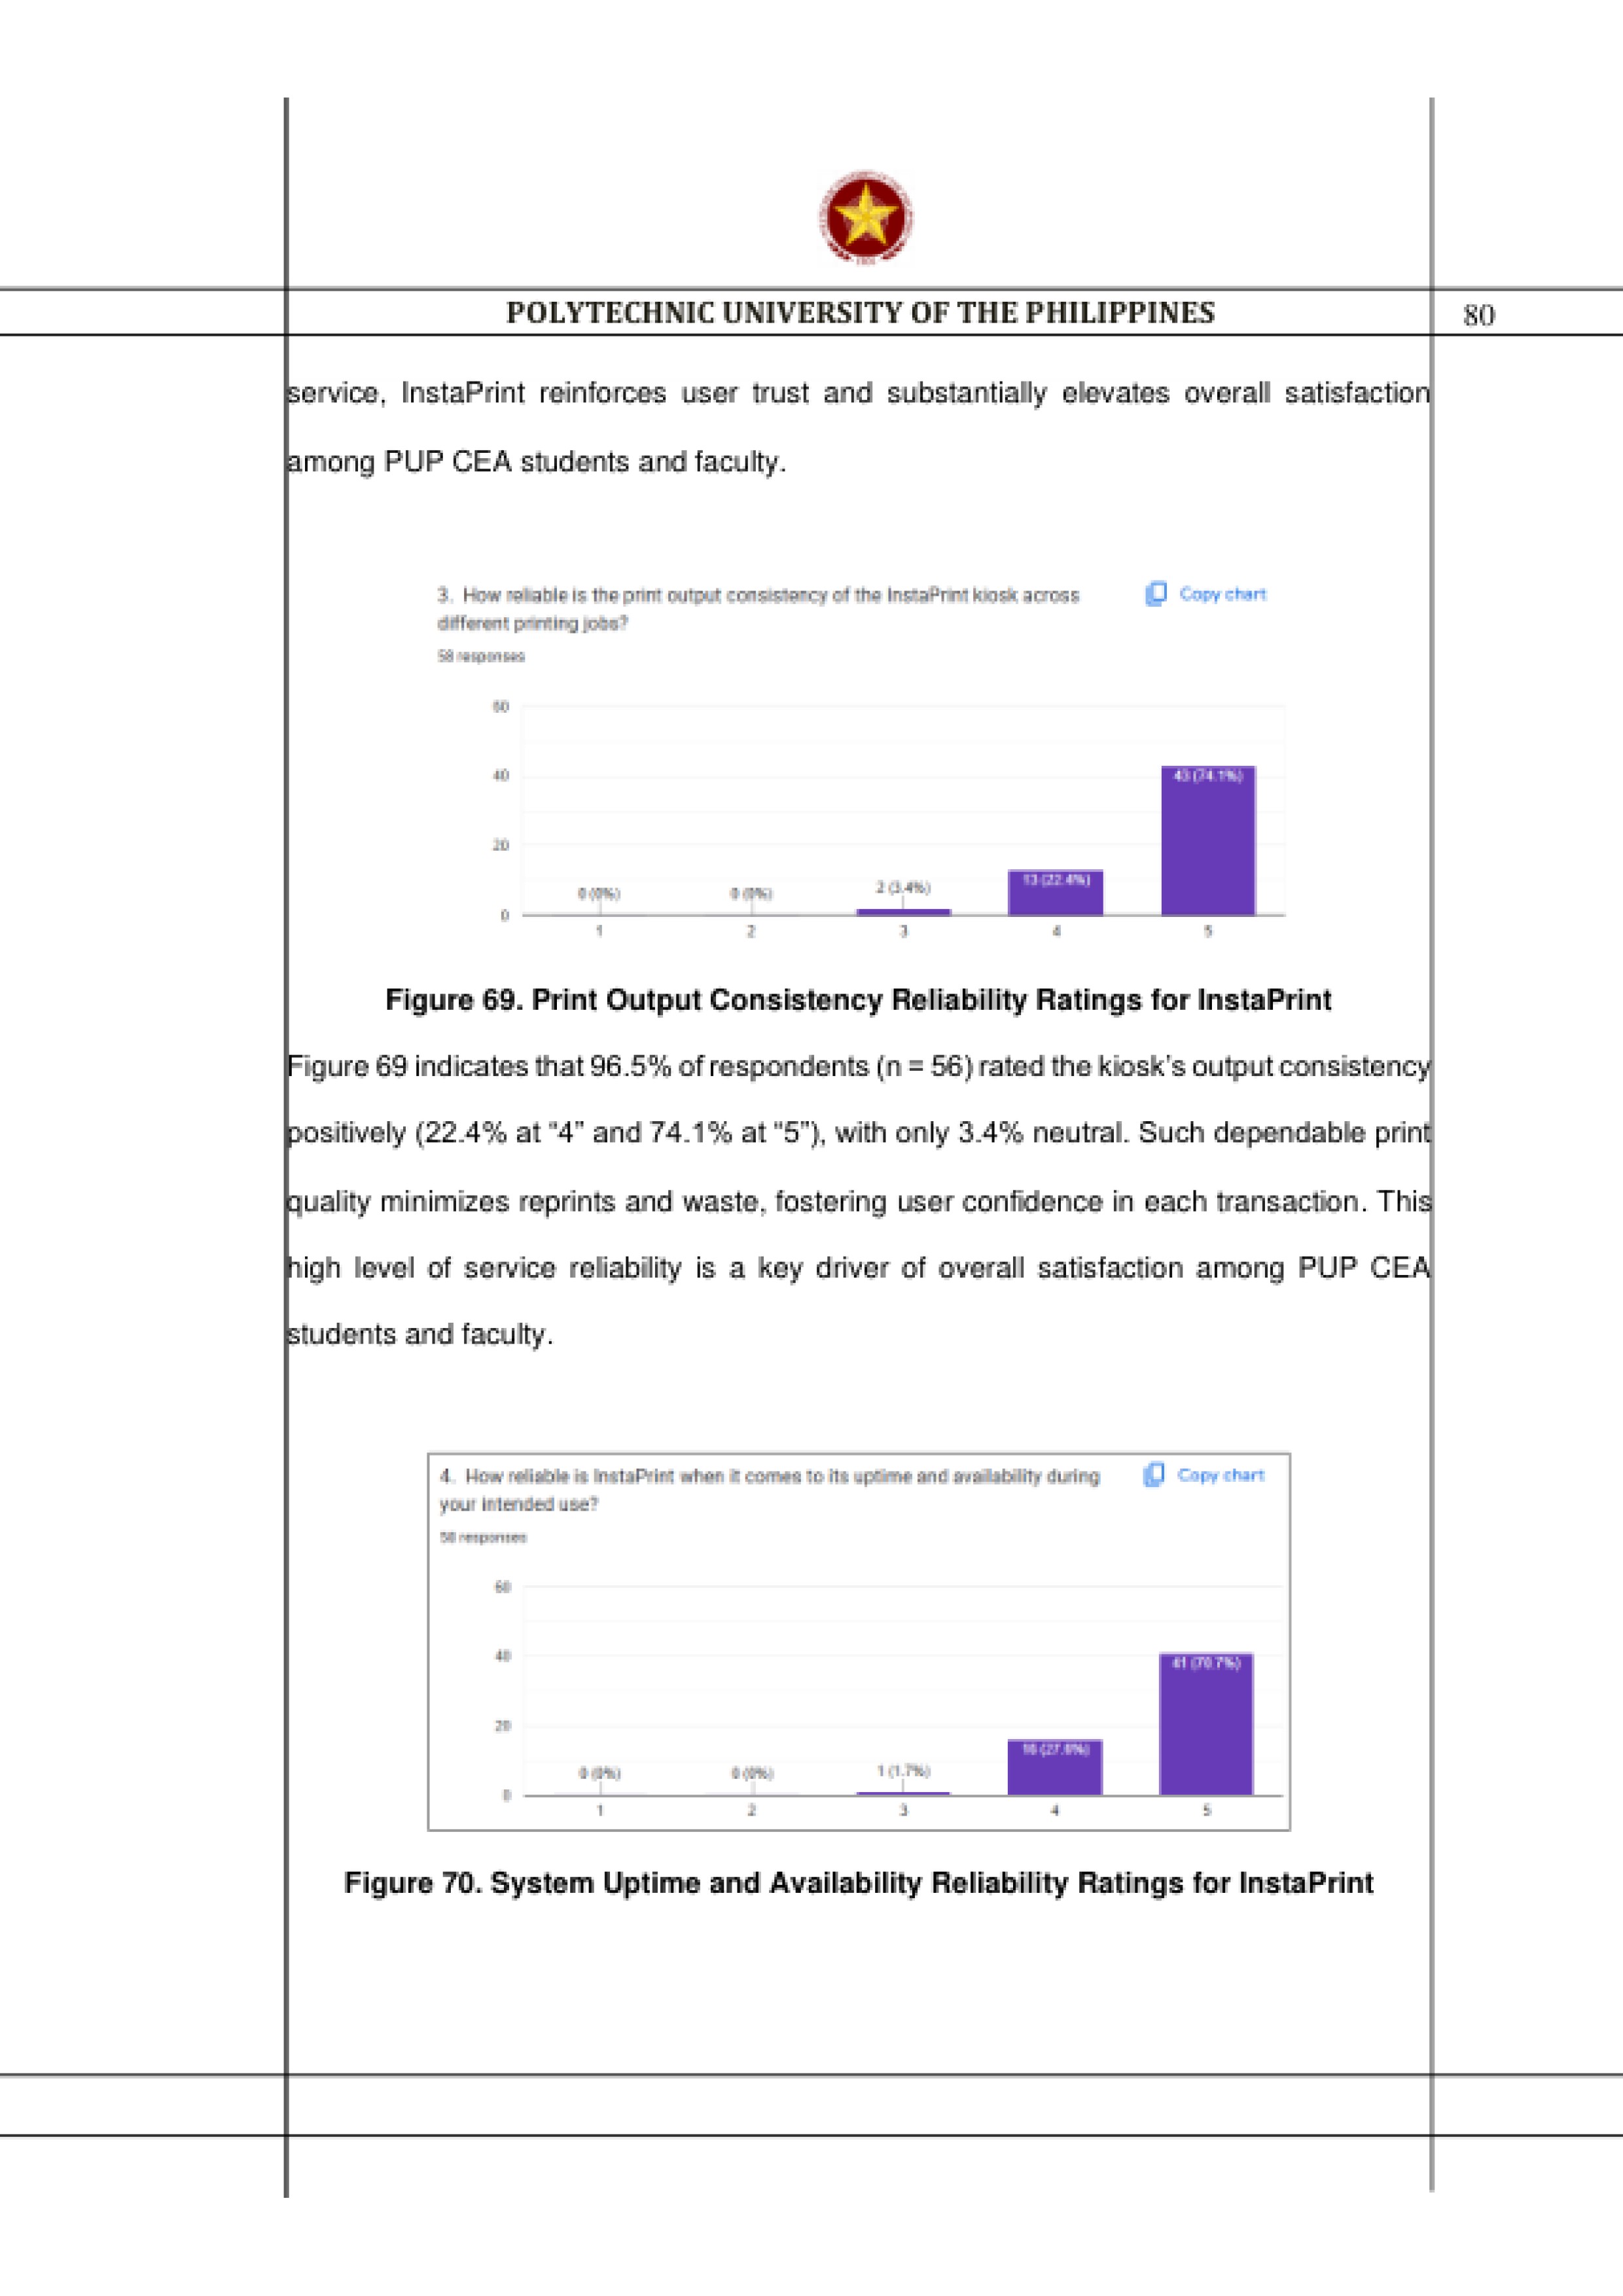 POLYTECHNIC UNIVERSITY OF THE PHILIPPINES
80
service, InstaPrint reinforces user trust and substantially elevates overall satisfaction
among PUP CEA students and faculty.
3. How reliable is the print output consistency of the InstaPrint kiosk across
different printing jobs?
Copy chart
58 responses
60
40
20
0
0 (0%)
0 (0%)
2 (3.4%)
13 (22.4%)
43 (74.1%)
1
2
3
4
5
Figure 69. Print Output Consistency Reliability Ratings for InstaPrint
Figure 69 indicates that 96.5% of respondents (n = 56) rated the kiosk’s output consistency
positively (22.4% at “4” and 74.1% at “5”), with only 3.4% neutral. Such dependable print
quality minimizes reprints and waste, fostering user confidence in each transaction. This
high level of service reliability is a key driver of overall satisfaction among PUP CEA
students and faculty.
4. How reliable is InstaPrint when it comes to its uptime and availability during
your intended use?
Copy chart
58 responses
60
40
20
0
0 (0%)
0 (0%)
1 (1.7%)
16 (27.6%)
41 (70.7%)
1
2
3
4
5
Figure 70. System Uptime and Availability Reliability Ratings for InstaPrint